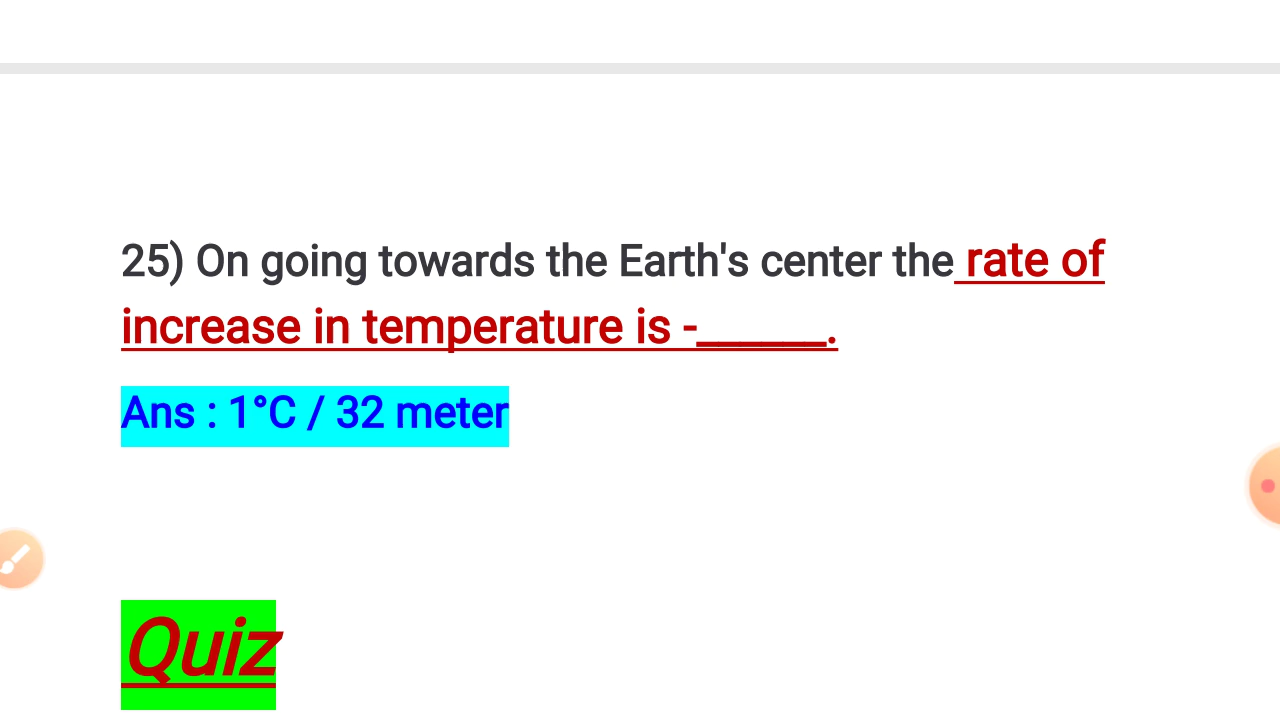 25) On going towards the Earth's center the rate of
increase in temperature is -______.
Ans : 1°C / 32 meter
Quiz